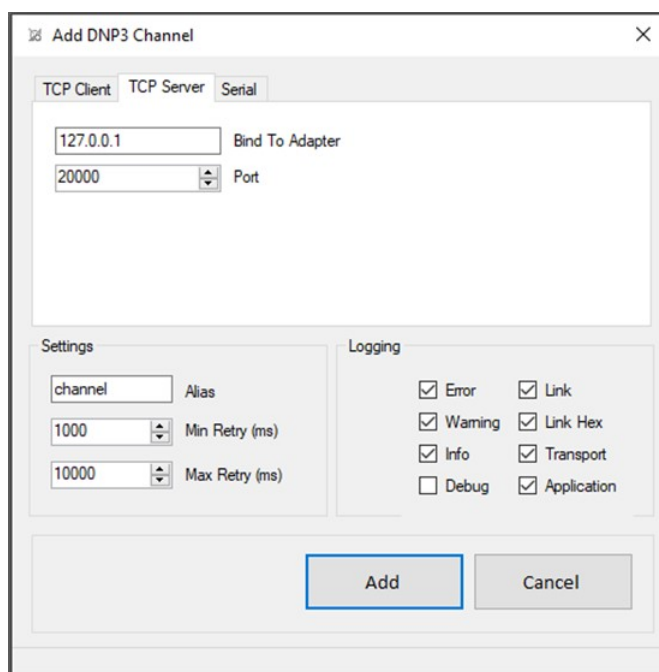 Add DNP3 Channel
TCP Client TCP Server Serial
127.0.0.1 Bind To Adapter
20000 Port
Settings
channel Alias
1000 Min Retry (ms)
10000 Max Retry (ms)
Logging
Error Link
Warning Link Hex
Info Transport
Debug Application
Add Cancel